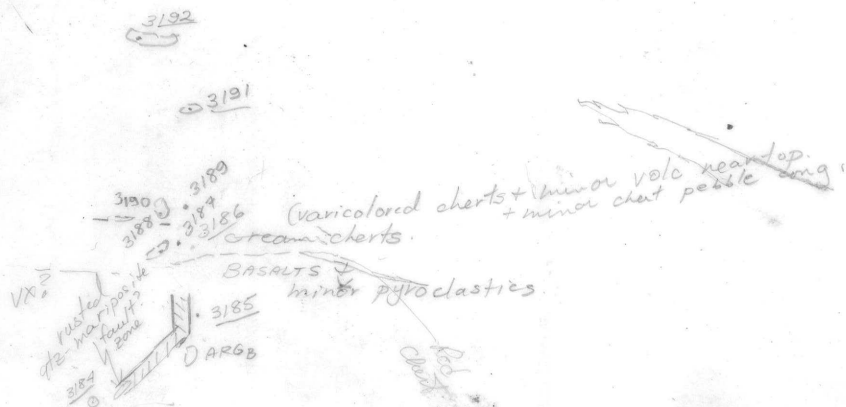 3192
3191
3189
3190
3187
3188
3186
(varicolored cherts + minor volc near top.
+ minor chert pebble cong.
cream cherts.
BASALTS &
minor pyroclastics
VX?
rusted
qtz-mariposite
fault?
zone
3185
D ARGB
3184
Red
Chert